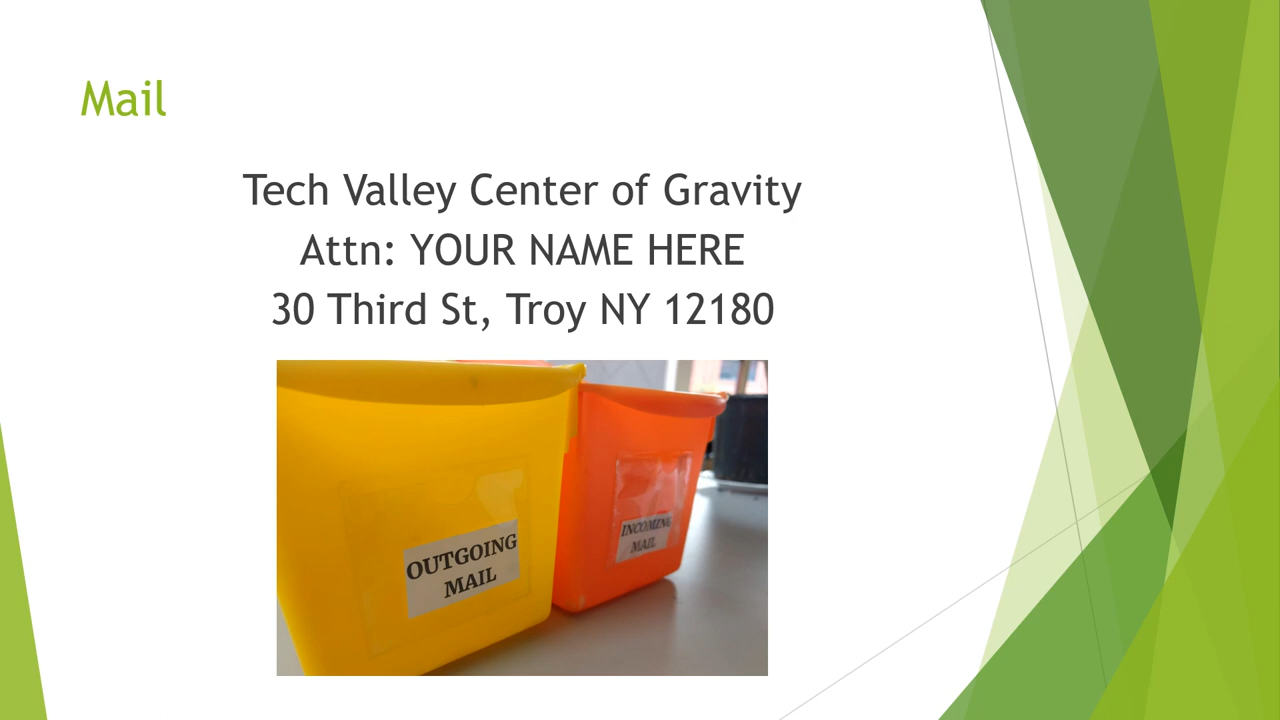 Mail
Tech Valley Center of Gravity
Attn: YOUR NAME HERE
30 Third St, Troy NY 12180
OUTGOING
MAIL
INCOMING
MAIL